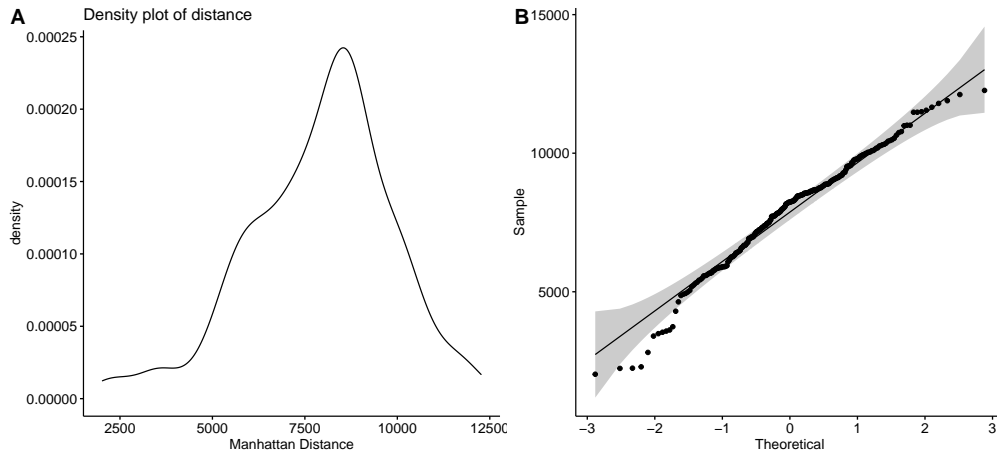 A
Density plot of distance
0.00025
0.00020
0.00015
0.00010
0.00005
0.00000
density
2500 5000 7500 10000 12500
Manhattan Distance
B
15000
10000
5000
Sample
−3 −2 −1 0 1 2 3
Theoretical